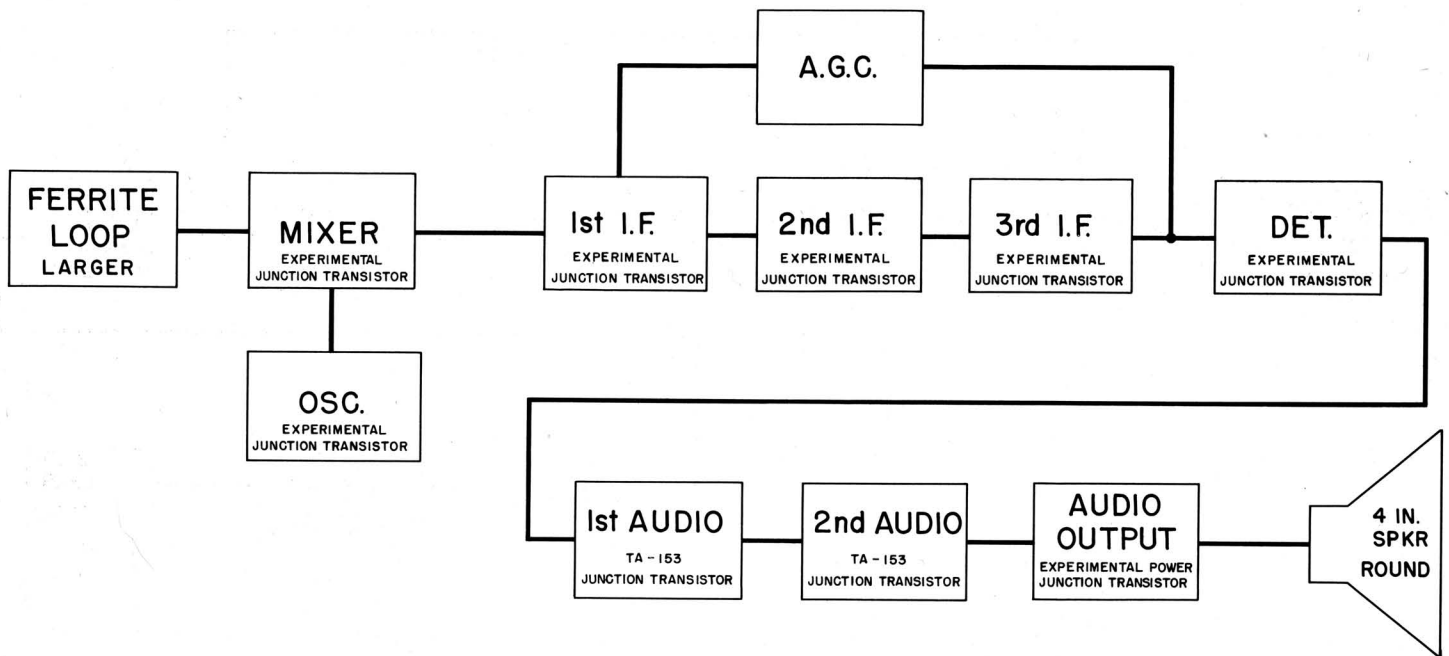 A.G.C.
FERRITE
LOOP
LARGER
MIXER
EXPERIMENTAL
JUNCTION TRANSISTOR
OSC.
EXPERIMENTAL
JUNCTION TRANSISTOR
1st I.F.
EXPERIMENTAL
JUNCTION TRANSISTOR
2nd I.F.
EXPERIMENTAL
JUNCTION TRANSISTOR
3rd I.F.
EXPERIMENTAL
JUNCTION TRANSISTOR
DET.
EXPERIMENTAL
JUNCTION TRANSISTOR
1st AUDIO
TA-153
JUNCTION TRANSISTOR
2nd AUDIO
TA-153
JUNCTION TRANSISTOR
AUDIO
OUTPUT
EXPERIMENTAL POWER
JUNCTION TRANSISTOR
4 IN.
SPKR
ROUND